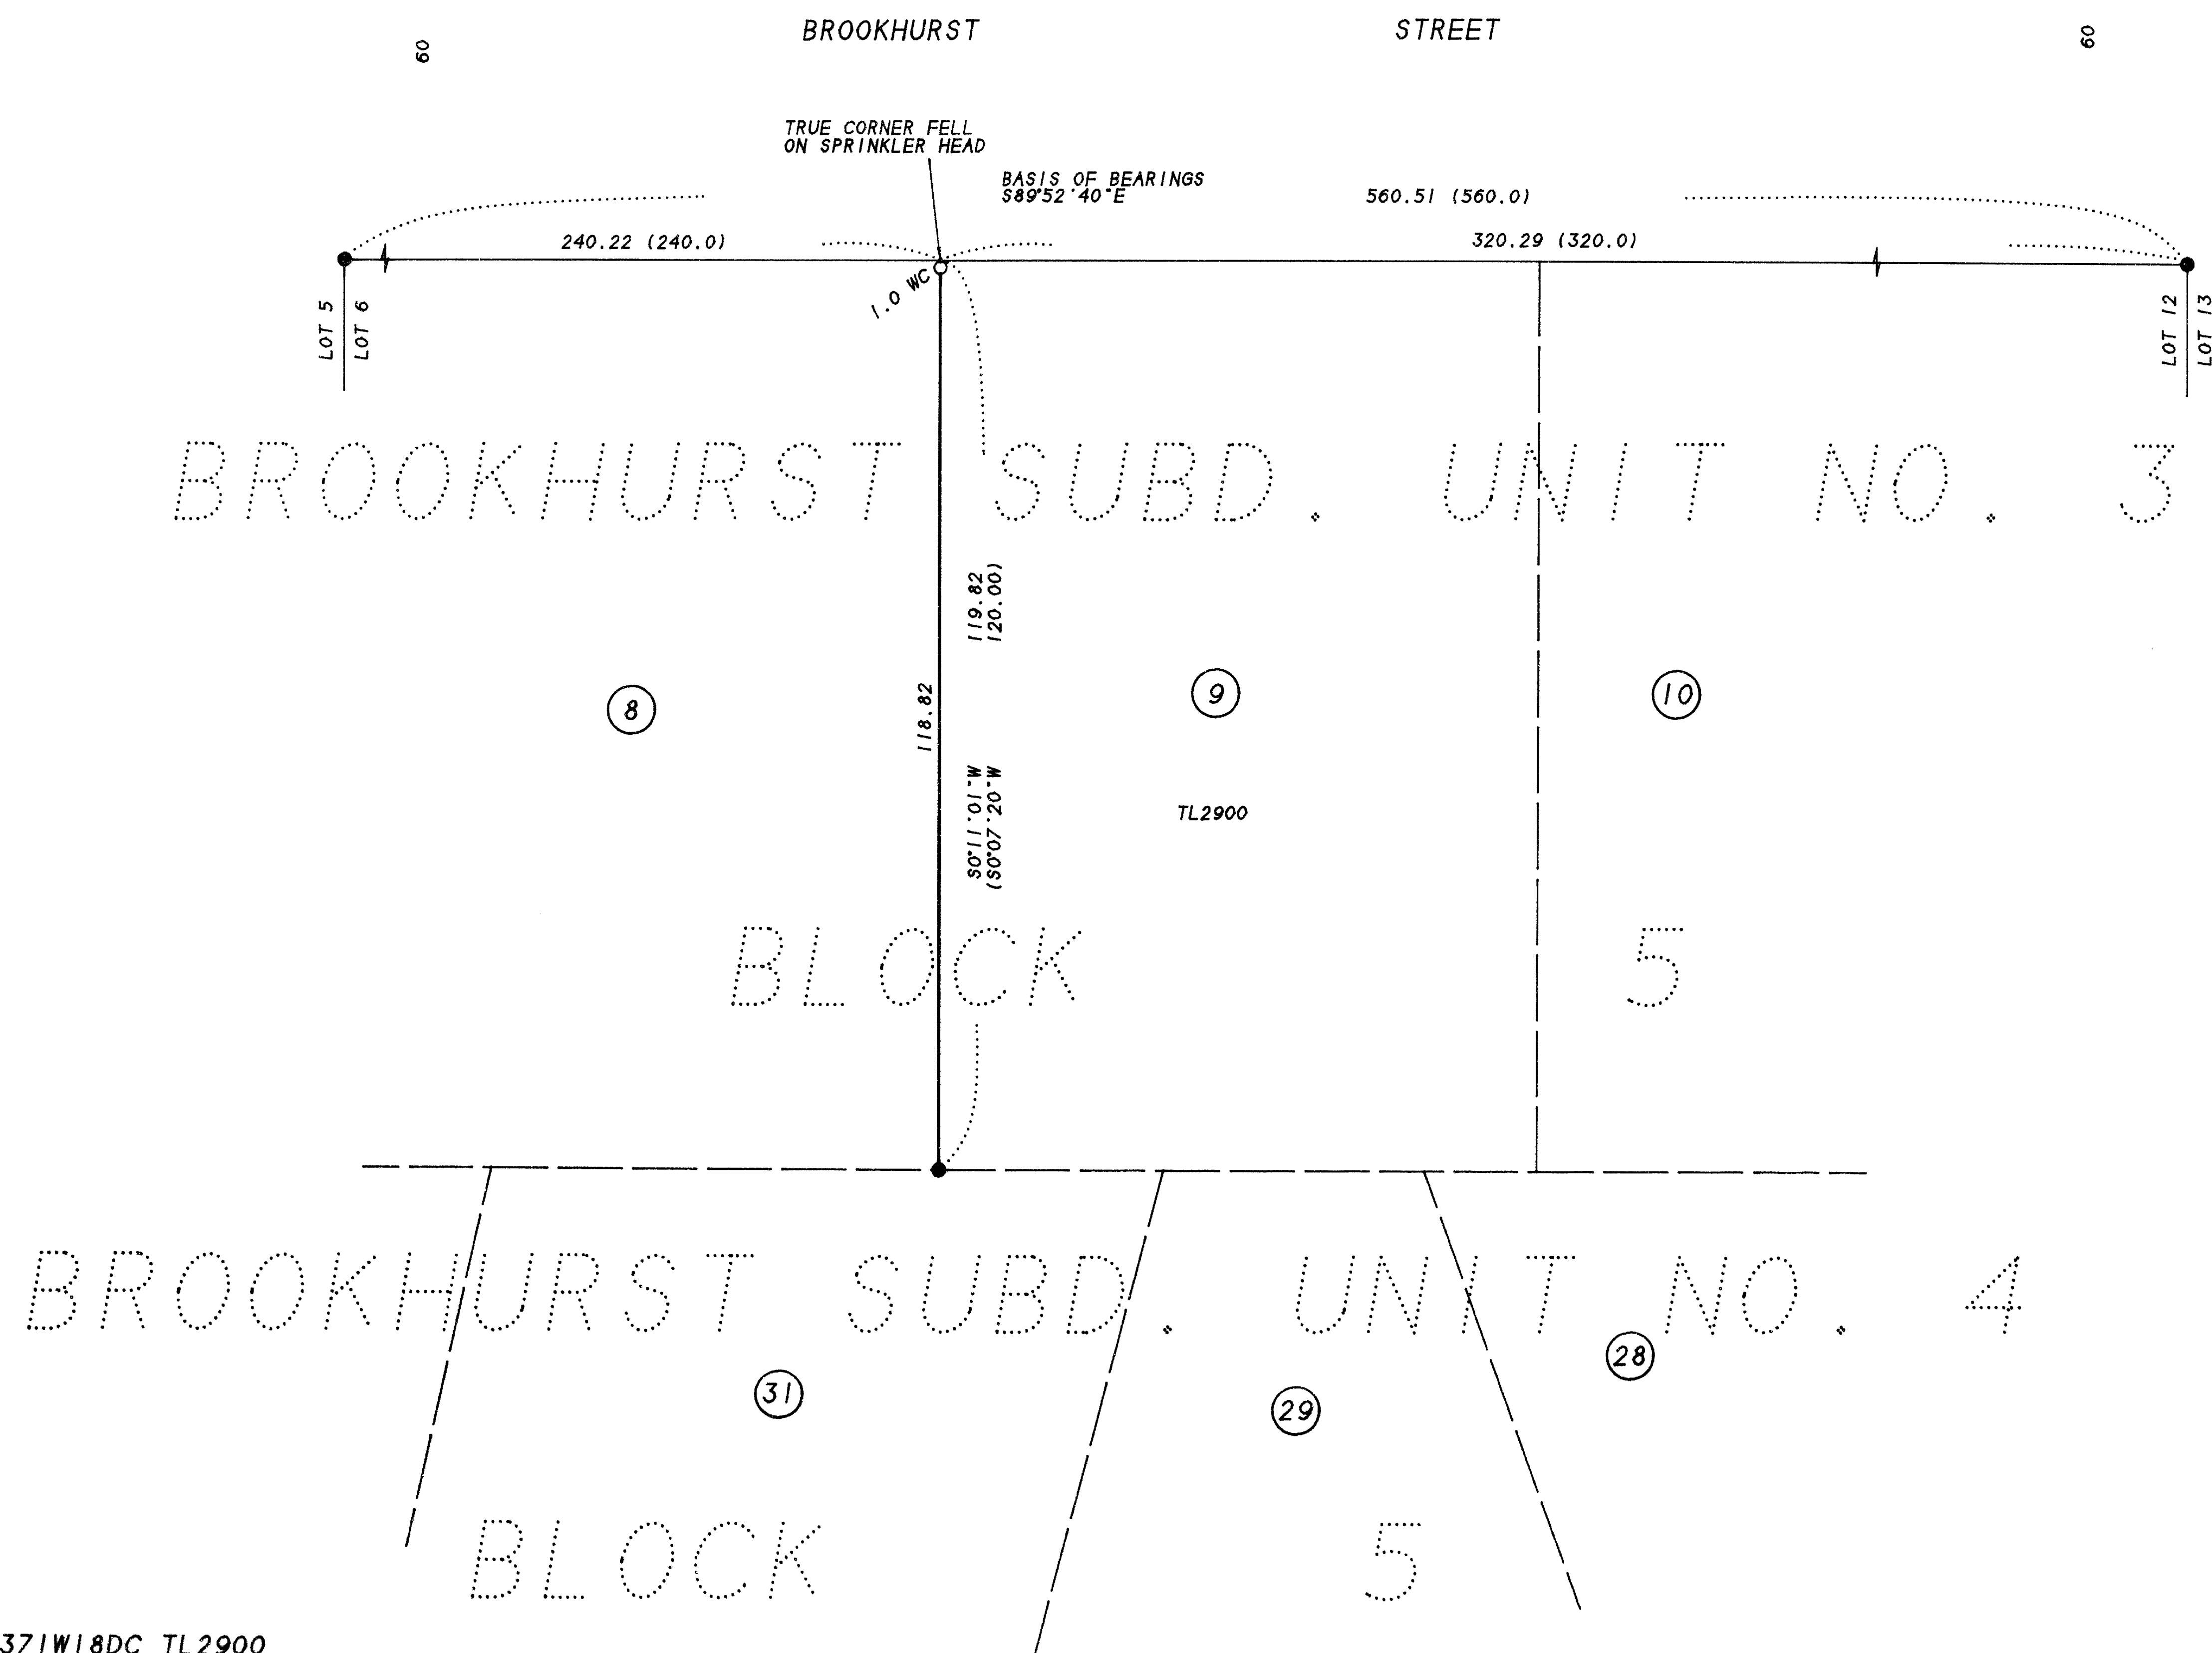 BROOKHURST STREET
60 60
TRUE CORNER FELL
ON SPRINKLER HEAD
BASIS OF BEARINGS
S89°52'40"E
560.51 (560.0)
240.22 (240.0)
320.29 (320.0)
1.0 WC
LOT 5
LOT 6
LOT 12
LOT 13
BROOKHURST SUBD. UNIT NO. 3
119.82
120.00)
118.82
8
9
10
S0°11'01"W
(S0°07'20"W
TL2900
BLOCK 5
BROOKHURST SUBD. UNIT NO. 4
31
29
28
BLOCK 5
371W18DC TL2900